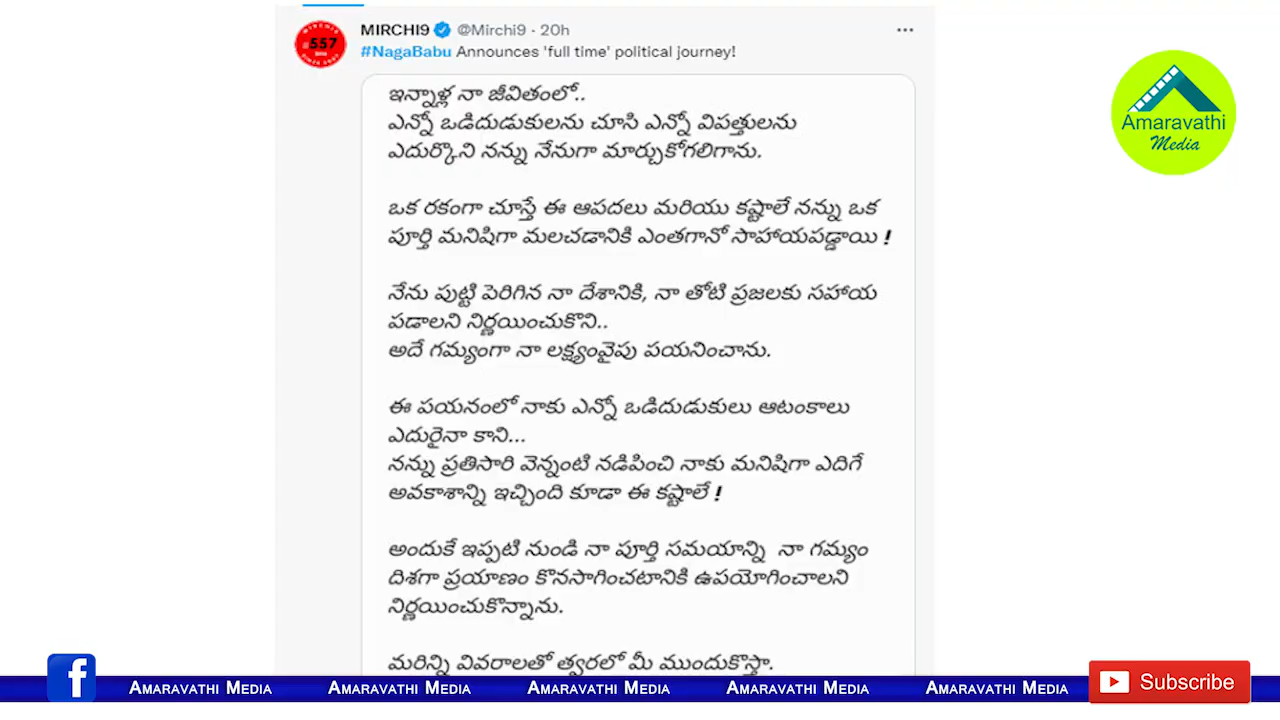 MIRCHI9 @Mirchi9 · 20h
#NagaBabu Announces 'full time' political journey!
557
ఇన్నాళ్ల నా జీవితంలో..
ఎన్నో ఒడిదుడుకులను చూసి ఎన్నో విపత్తులను
ఎదుర్కొని నన్ను నేనుగా మార్చుకోగలిగాను.
ఒక రకంగా చూస్తే ఈ ఆపదలు మరియు కష్టాలే నన్ను ఒక
పూర్తి మనిషిగా మలచడానికి ఎంతగానో సాహాయపడ్డాయి !
నేను పుట్టి పెరిగిన నా దేశానికి, నా తోటి ప్రజలకు సహాయ
పడాలని నిర్ణయించుకొని..
అదే గమ్యంగా నా లక్ష్యంవైపు పయనించాను.
ఈ పయనంలో నాకు ఎన్నో ఒడిదుడుకులు ఆటంకాలు
ఎదురైనా కాని...
నన్ను ప్రతిసారి వెన్నంటి నడిపించి నాకు మనిషిగా ఎదిగే
అవకాశాన్ని ఇచ్చింది కూడా ఈ కష్టాలే !
అందుకే ఇప్పటి నుండి నా పూర్తి సమయాన్ని నా గమ్యం
దిశగా ప్రయాణం కొనసాగించటానికి ఉపయోగించాలని
నిర్ణయించుకొన్నాను.
మరిన్ని వివరాలతో త్వరలో మీ ముందుకొస్తా.
Amaravathi
Media
f
AMARAVATHI MEDIA AMARAVATHI MEDIA AMARAVATHI MEDIA AMARAVATHI MEDIA AMARAVATHI MEDIA
Subscribe